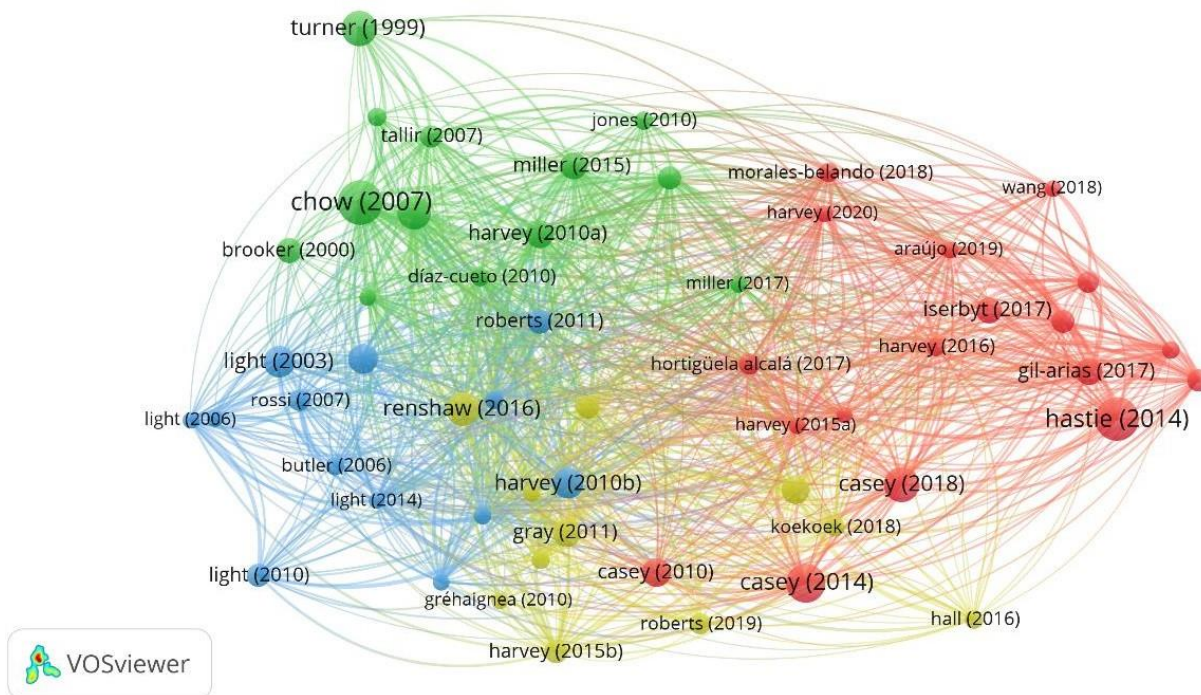 turner (1999)
jones (2010)
tallir (2007)
miller (2015)
morales-belando (2018)
wang (2018)
chow (2007)
harvey (2020)
harvey (2010a)
brooker (2000)
araújo (2019)
díaz-cueto (2010)
miller (2017)
iserbyt (2017)
roberts (2011)
harvey (2016)
light (2003)
hortigüela alcalá (2017)
gil-arias (2017)
rossi (2007)
renshaw (2016)
light (2006)
hastie (2014)
harvey (2015a)
butler (2006)
harvey (2010b)
casey (2018)
light (2014)
koekoek (2018)
gray (2011)
light (2010)
casey (2010)
casey (2014)
gréhaignea (2010)
hall (2016)
roberts (2019)
harvey (2015b)
VOSviewer